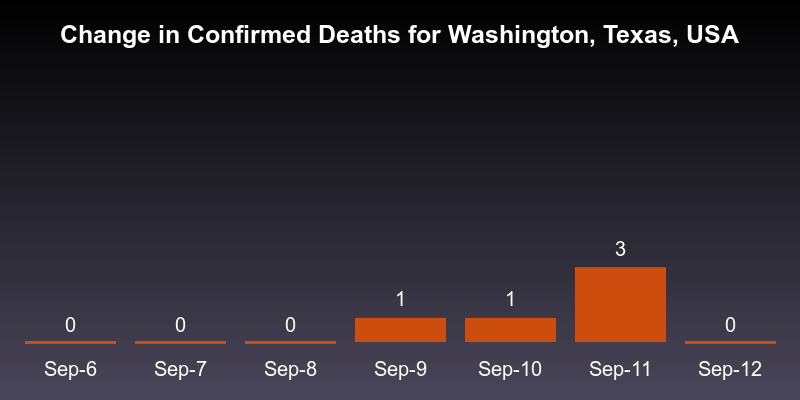 Change in Confirmed Deaths for Washington, Texas, USA
3
1 1
0 0 0 0
Sep-6 Sep-7 Sep-8 Sep-9 Sep-10 Sep-11 Sep-12